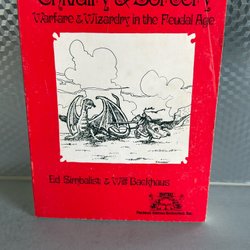 Chivalry & Sorcery
Warfare & Wizardry in the Feudal Age
Ed Simbalist & Wilf Backhaus